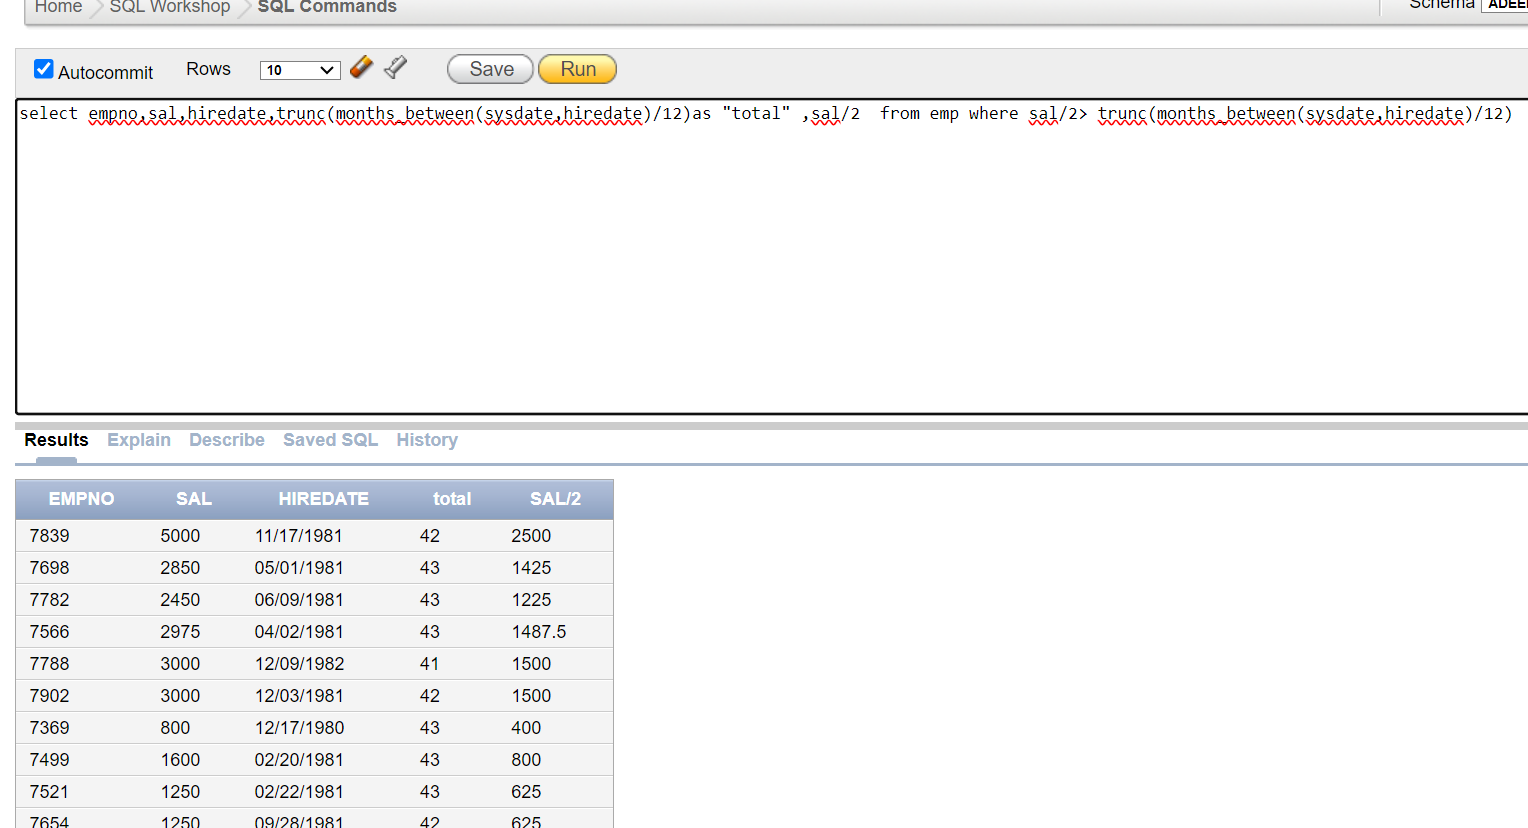 Home SQL Workshop SQL Commands Schema
Autocommit Rows 10 Save Run
select empno,sal,hiredate,trunc(months_between(sysdate,hiredate)/12)as "total" ,sal/2  from emp where sal/2> trunc(months_between(sysdate,hiredate)/12)
Results Explain Describe Saved SQL History
EMPNO SAL HIREDATE total SAL/2
7839 5000 11/17/1981 42 2500
7698 2850 05/01/1981 43 1425
7782 2450 06/09/1981 43 1225
7566 2975 04/02/1981 43 1487.5
7788 3000 12/09/1982 41 1500
7902 3000 12/03/1981 42 1500
7369 800 12/17/1980 43 400
7499 1600 02/20/1981 43 800
7521 1250 02/22/1981 43 625
7654 1250 09/28/1981 42 625